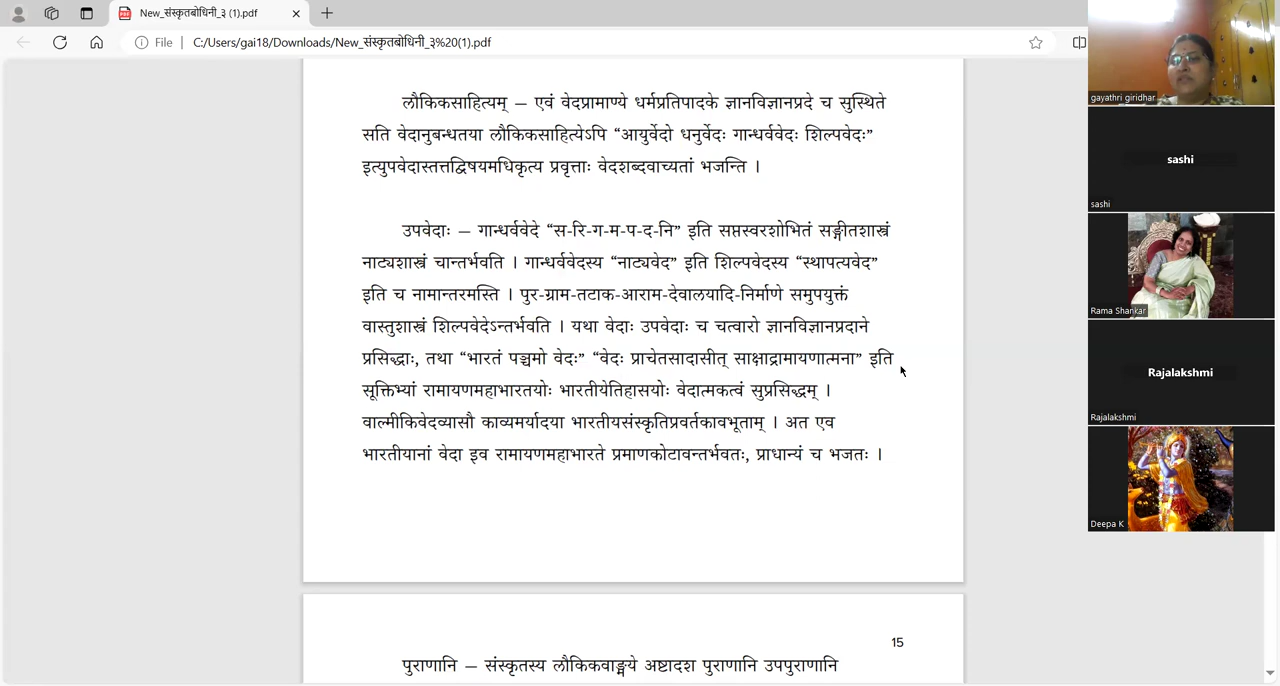 New_संस्कृतबोधिनी_३ (1).pdf
File | C:/Users/gai18/Downloads/New_संस्कृतबोधिनी_३%20(1).pdf
लौकिकसाहित्यम् – एवं वेदप्रामाण्ये धर्मप्रतिपादके ज्ञानविज्ञानप्रदे च सुस्थिते
सति वेदानुबन्धतया लौकिकसाहित्येऽपि “आयुर्वेदो धनुर्वेदः गान्धर्ववेदः शिल्पवेदः”
इत्युपवेदास्तत्तद्विषयमधिकृत्य प्रवृत्ताः वेदशब्दवाच्यतां भजन्ति ।
उपवेदाः – गान्धर्ववेदे “स-रि-ग-म-प-द-नि” इति सप्तस्वरशोभितं सङ्गीतशास्त्रं
नाट्यशास्त्रं चान्तर्भवति । गान्धर्ववेदस्य “नाट्यवेद” इति शिल्पवेदस्य “स्थापत्यवेद”
इति च नामान्तरमस्ति । पुर-ग्राम-तटाक-आराम-देवालयादि-निर्माणे समुपयुक्तं
वास्तुशास्त्रं शिल्पवेदेऽन्तर्भवति । यथा वेदाः उपवेदाः च चत्वारो ज्ञानविज्ञानप्रदाने
प्रसिद्धाः, तथा “भारतं पञ्चमो वेदः” “वेदः प्राचेतसादासीत् साक्षाद्रामायणात्मना” इति
सूक्तिभ्यां रामायणमहाभारतयोः भारतीयेतिहासयोः वेदात्मकत्वं सुप्रसिद्धम् ।
वाल्मीकिवेदव्यासौ काव्यमर्यादया भारतीयसंस्कृतिप्रवर्तकावभूताम् । अत एव
भारतीयानां वेदा इव रामायणमहाभारते प्रमाणकोटावन्तर्भवतः, प्राधान्यं च भजतः ।
15
पुराणानि – संस्कृतस्य लौकिकवाङ्मये अष्टादश पुराणानि उपपुराणानि
gayathri giridhar
sashi
sashi
Rama Shankar
Rajalakshmi
Rajalakshmi
Deepa K